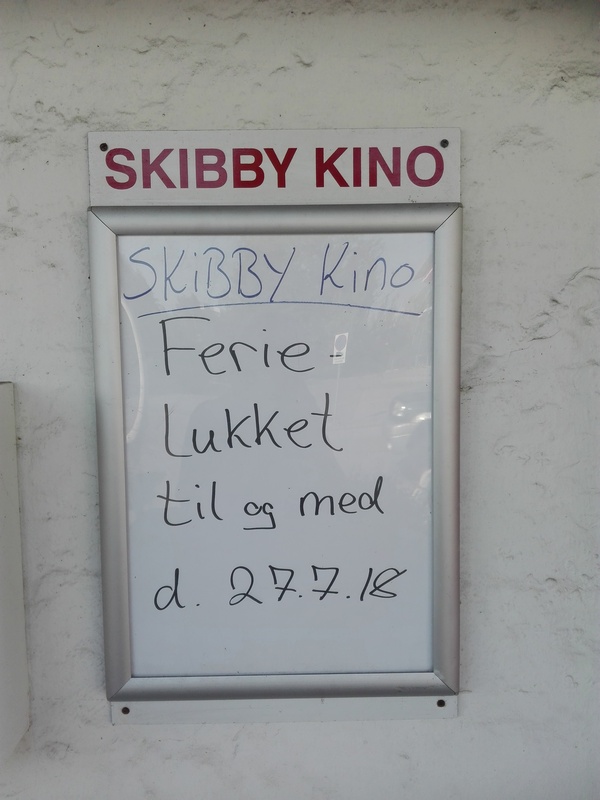 SKIBBY KINO
SKiBBY Kino
Ferie-
Lukket
til og med
d. 27.7.18